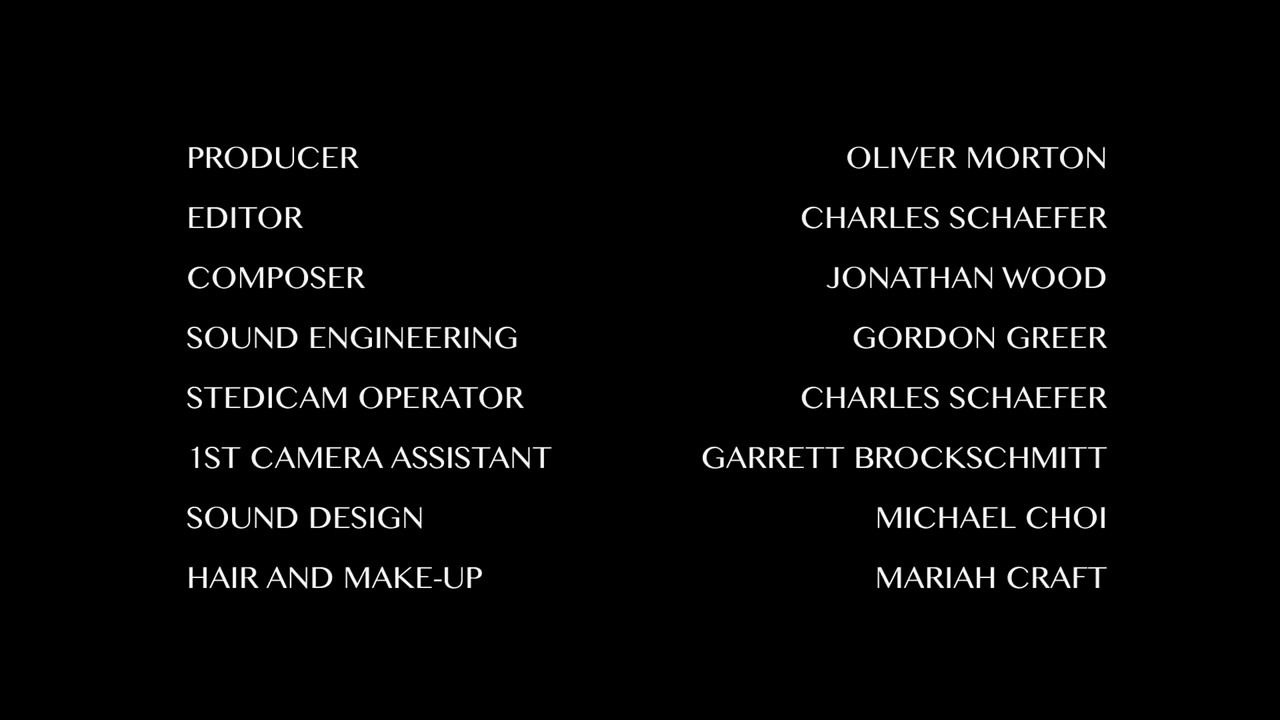 PRODUCER OLIVER MORTON
EDITOR CHARLES SCHAEFER
COMPOSER JONATHAN WOOD
SOUND ENGINEERING GORDON GREER
STEDICAM OPERATOR CHARLES SCHAEFER
1ST CAMERA ASSISTANT GARRETT BROCKSCHMITT
SOUND DESIGN MICHAEL CHOI
HAIR AND MAKE-UP MARIAH CRAFT